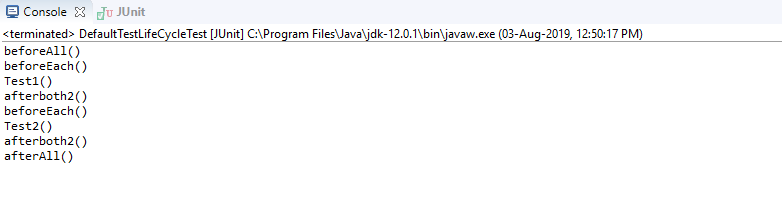 Console JUnit
<terminated> DefaultTestLifeCycleTest [JUnit] C:\Program Files\Java\jdk-12.0.1\bin\javaw.exe (03-Aug-2019, 12:50:17 PM)
beforeAll()
beforeEach()
Test1()
afterboth2()
beforeEach()
Test2()
afterboth2()
afterAll()